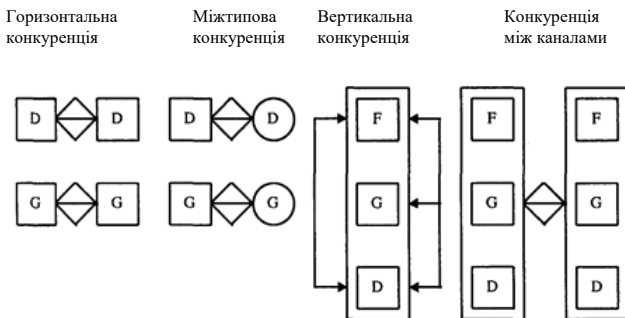 Горизонтальна
конкуренція
Міжтипова
конкуренція
Вертикальна
конкуренція
Конкуренція
між каналами
D D D D F F F
G G G G G G G
D D D